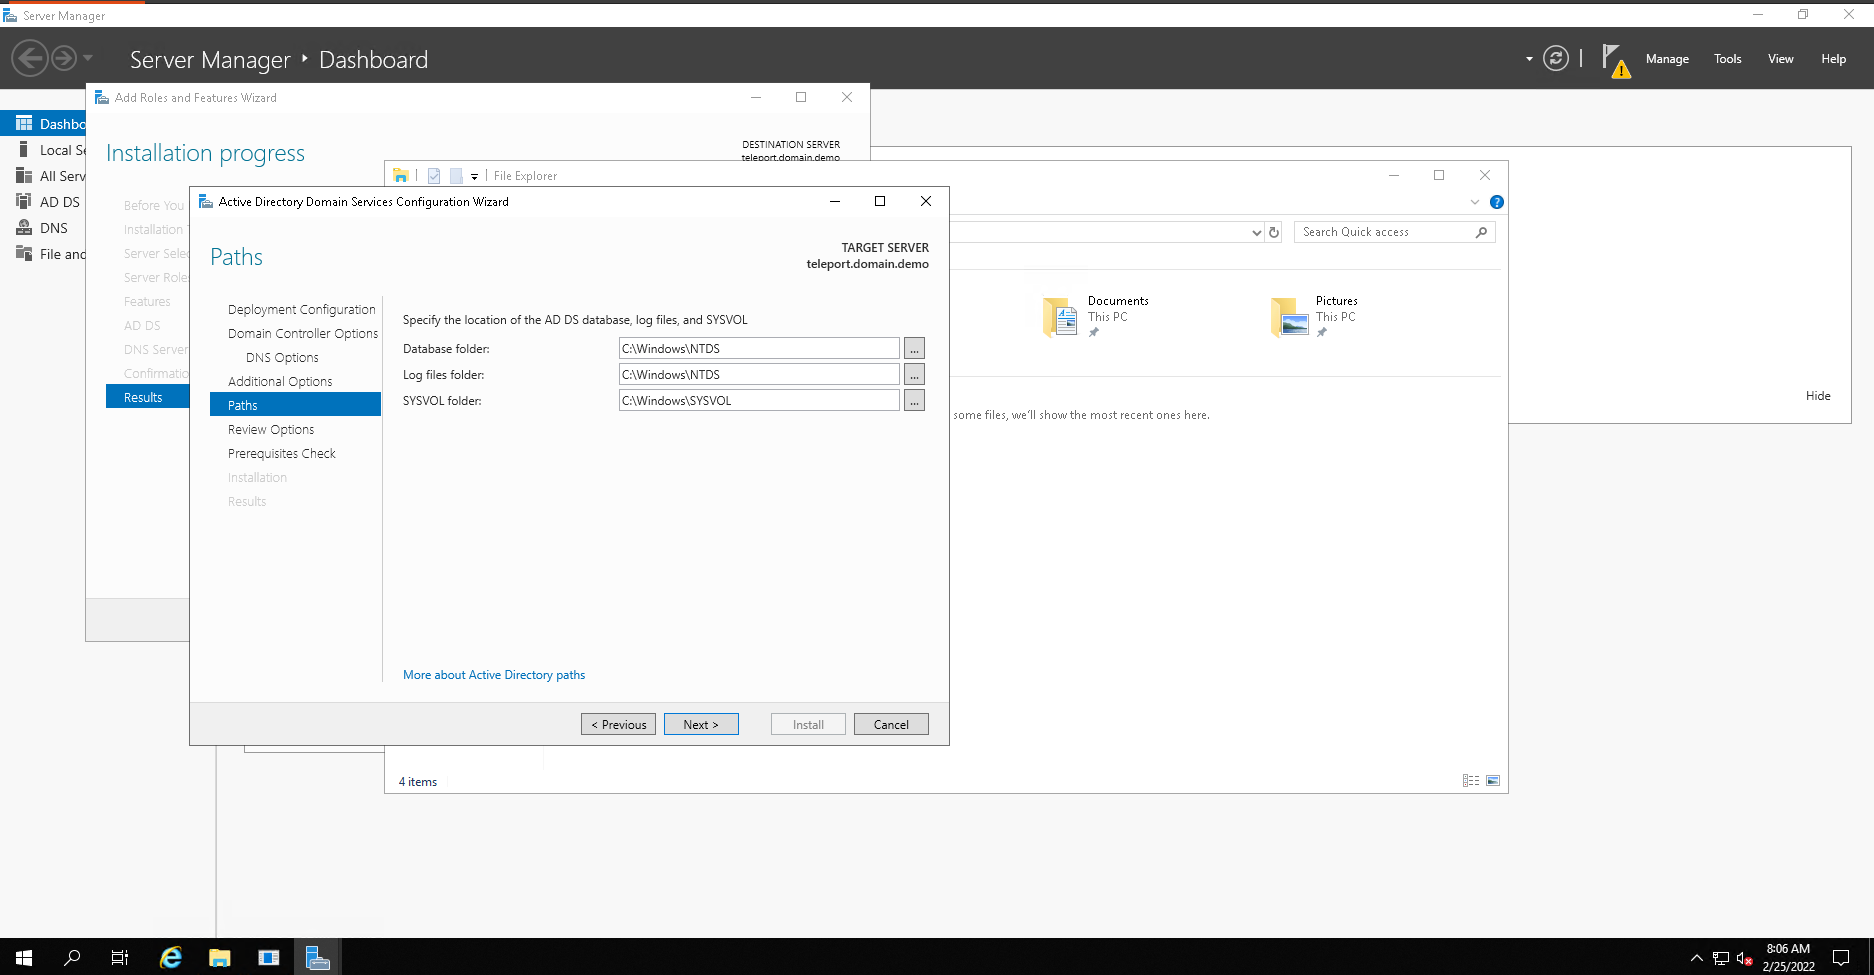 Server Manager
Server Manager ‣ Dashboard
Manage
Tools
View
Help
Add Roles and Features Wizard
Dashbo
Local Se
All Serv
AD DS
DNS
File and
Installation progress
DESTINATION SERVER
teleport.domain.demo
Before You
Installation
Server Selec
Server Roles
Features
AD DS
DNS Server
Confirmatio
Results
File Explorer
Search Quick access
Documents
This PC
Pictures
This PC
some files, we'll show the most recent ones here.
4 items
Hide
Active Directory Domain Services Configuration Wizard
Paths
TARGET SERVER
teleport.domain.demo
Deployment Configuration
Domain Controller Options
DNS Options
Additional Options
Paths
Review Options
Prerequisites Check
Installation
Results
Specify the location of the AD DS database, log files, and SYSVOL
Database folder:
C:\Windows\NTDS
...
Log files folder:
C:\Windows\NTDS
...
SYSVOL folder:
C:\Windows\SYSVOL
...
More about Active Directory paths
< Previous
Next >
Install
Cancel
8:06 AM
2/25/2022